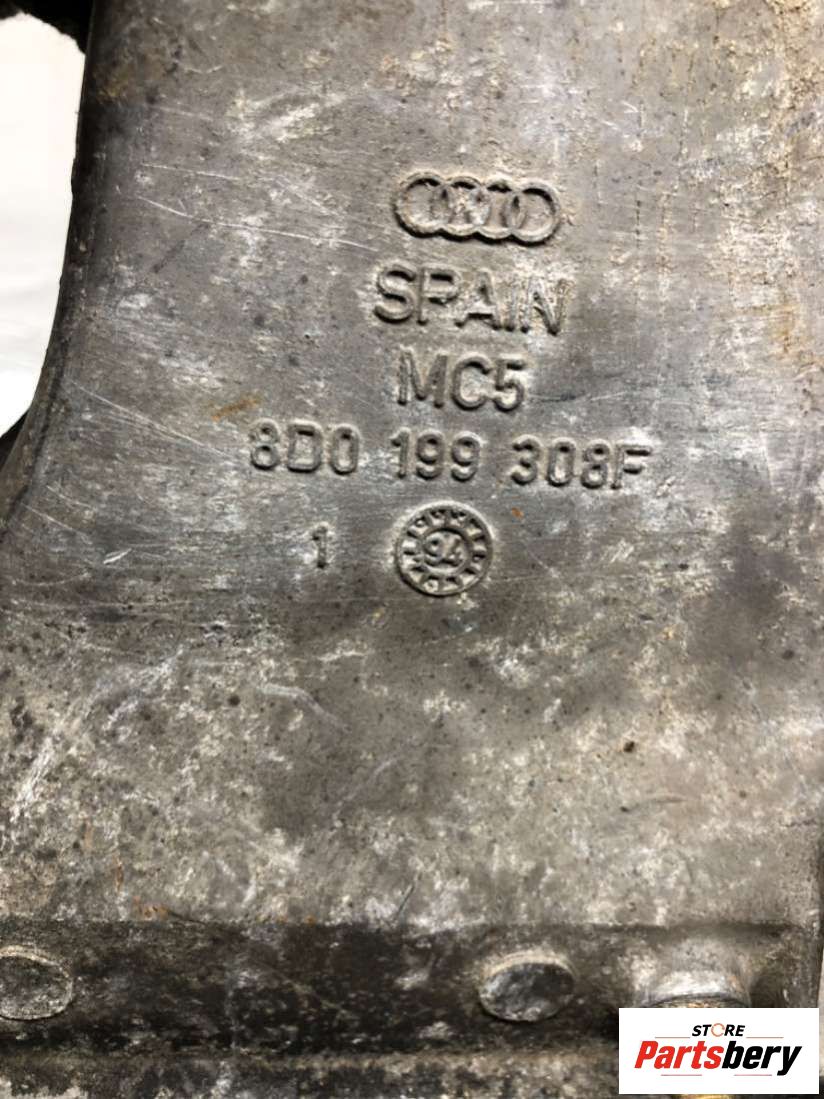 SPAIN
MC5
8D0 199 308F
1 94
STORE
Partsbery